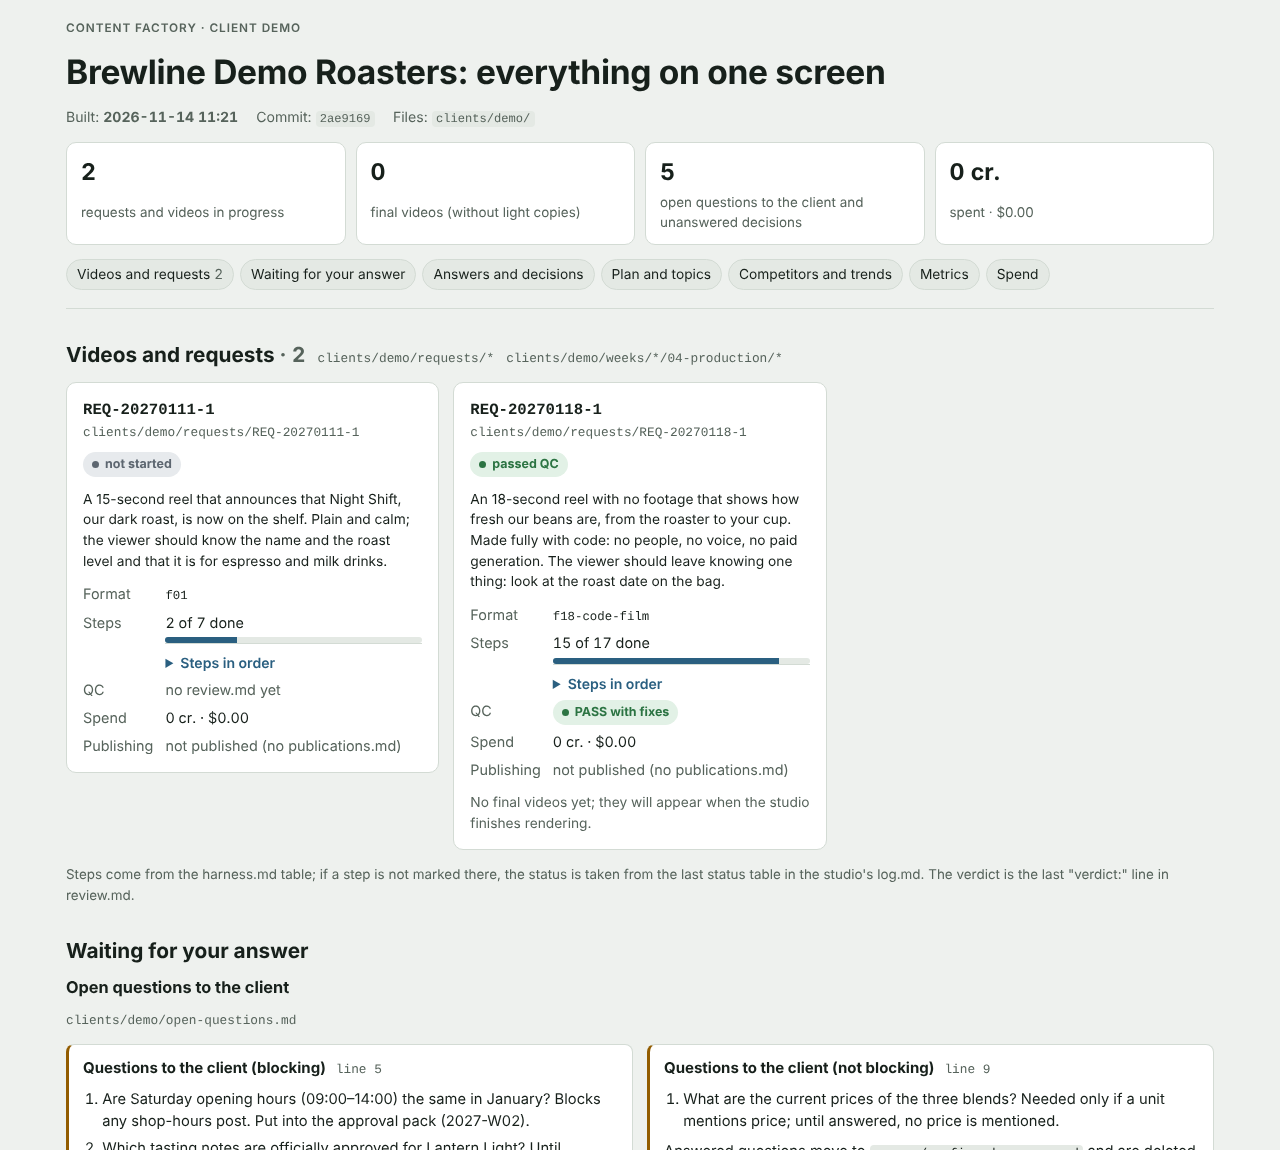 CONTENT FACTORY · CLIENT DEMO
Brewline Demo Roasters: everything on one screen
Built: 2026-11-14 11:21 Commit: 2ae9169 Files: clients/demo/
2
requests and videos in progress
0
final videos (without light copies)
5
open questions to the client and
unanswered decisions
0 cr.
spent · $0.00
Videos and requests 2
Waiting for your answer
Answers and decisions
Plan and topics
Competitors and trends
Metrics
Spend
Videos and requests · 2 clients/demo/requests/* clients/demo/weeks/*/04-production/*
REQ-20270111-1
clients/demo/requests/REQ-20270111-1
not started
A 15-second reel that announces that Night Shift,
our dark roast, is now on the shelf. Plain and calm;
the viewer should know the name and the roast
level and that it is for espresso and milk drinks.
Format f01
Steps 2 of 7 done
▶ Steps in order
QC no review.md yet
Spend 0 cr. · $0.00
Publishing not published (no publications.md)
REQ-20270118-1
clients/demo/requests/REQ-20270118-1
passed QC
An 18-second reel with no footage that shows how
fresh our beans are, from the roaster to your cup.
Made fully with code: no people, no voice, no paid
generation. The viewer should leave knowing one
thing: look at the roast date on the bag.
Format f18-code-film
Steps 15 of 17 done
▶ Steps in order
QC PASS with fixes
Spend 0 cr. · $0.00
Publishing not published (no publications.md)
No final videos yet; they will appear when the studio
finishes rendering.
Steps come from the harness.md table; if a step is not marked there, the status is taken from the last status table in the studio's log.md. The verdict is the last "verdict:" line in
review.md.
Waiting for your answer
Open questions to the client
clients/demo/open-questions.md
Questions to the client (blocking) line 5
1. Are Saturday opening hours (09:00–14:00) the same in January? Blocks
any shop-hours post. Put into the approval pack (2027-W02).
2. Which tasting notes are officially approved for Lantern Light? Until
Questions to the client (not blocking) line 9
1. What are the current prices of the three blends? Needed only if a unit
mentions price; until answered, no price is mentioned.
Answered questions move to and are deleted